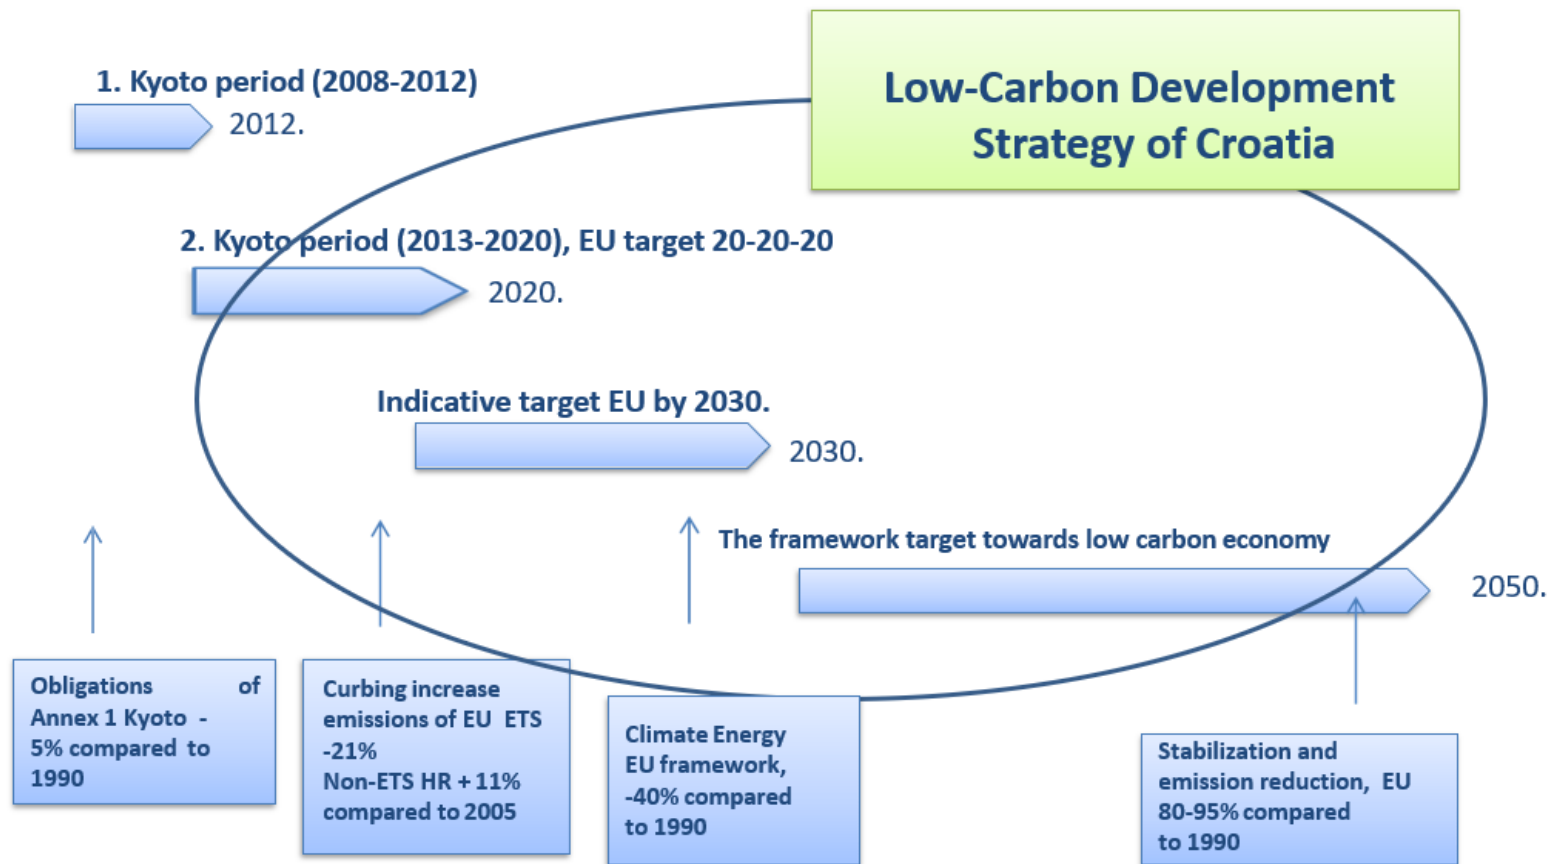 Low-Carbon Development
Strategy of Croatia
1. Kyoto period (2008-2012)
2012.
2. Kyoto period (2013-2020), EU target 20-20-20
2020.
Indicative target EU by 2030.
2030.
The framework target towards low carbon economy
2050.
Obligations of
Annex 1 Kyoto -
5% compared to
1990
Curbing increase
emissions of EU ETS
-21%
Non-ETS HR + 11%
compared to 2005
Climate Energy
EU framework,
-40% compared
to 1990
Stabilization and
emission reduction, EU
80-95% compared
to 1990